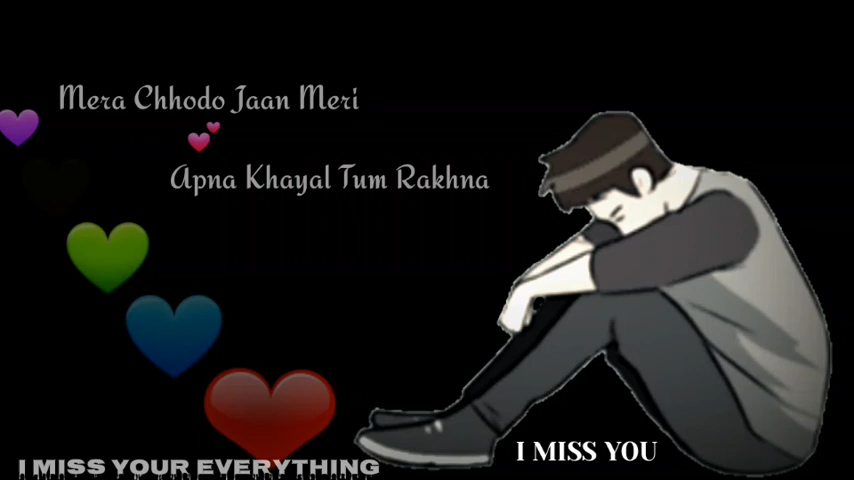 Mera Chhodo Jaan Meri
Apna Khayal Tum Rakhna
I MISS YOU
I MISS YOUR EVERYTHING